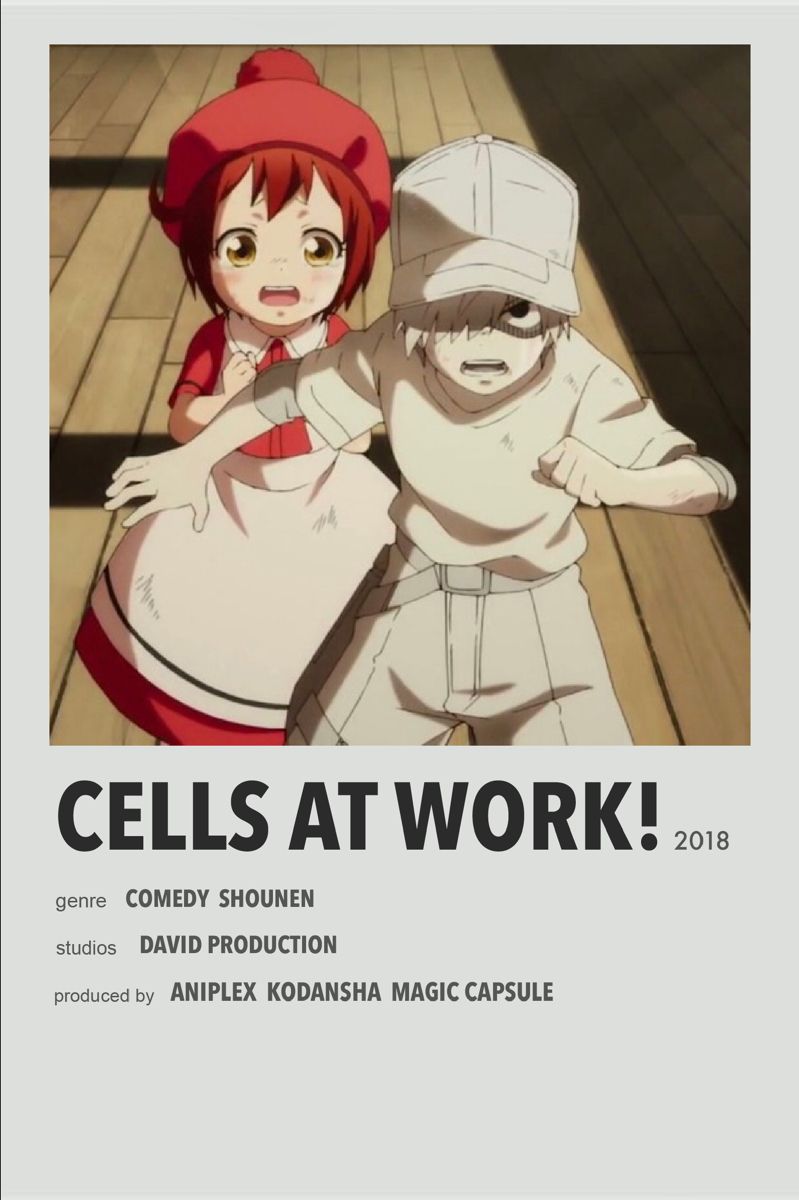 CELLS AT WORK! 2018
genre COMEDY SHOUNEN
studios DAVID PRODUCTION
produced by ANIPLEX KODANSHA MAGIC CAPSULE